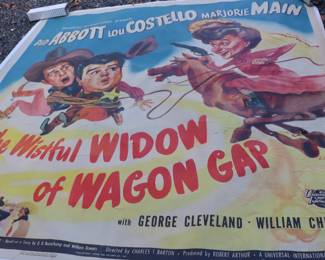 BUD ABBOTT LOU COSTELLO MARJORIE MAIN
The Wistful WIDOW
of WAGON GAP
with GEORGE CLEVELAND · WILLIAM CH
Directed by CHARLES T. BARTON · Produced by ROBERT ARTHUR · A UNIVERSAL-INTERNATIONAL